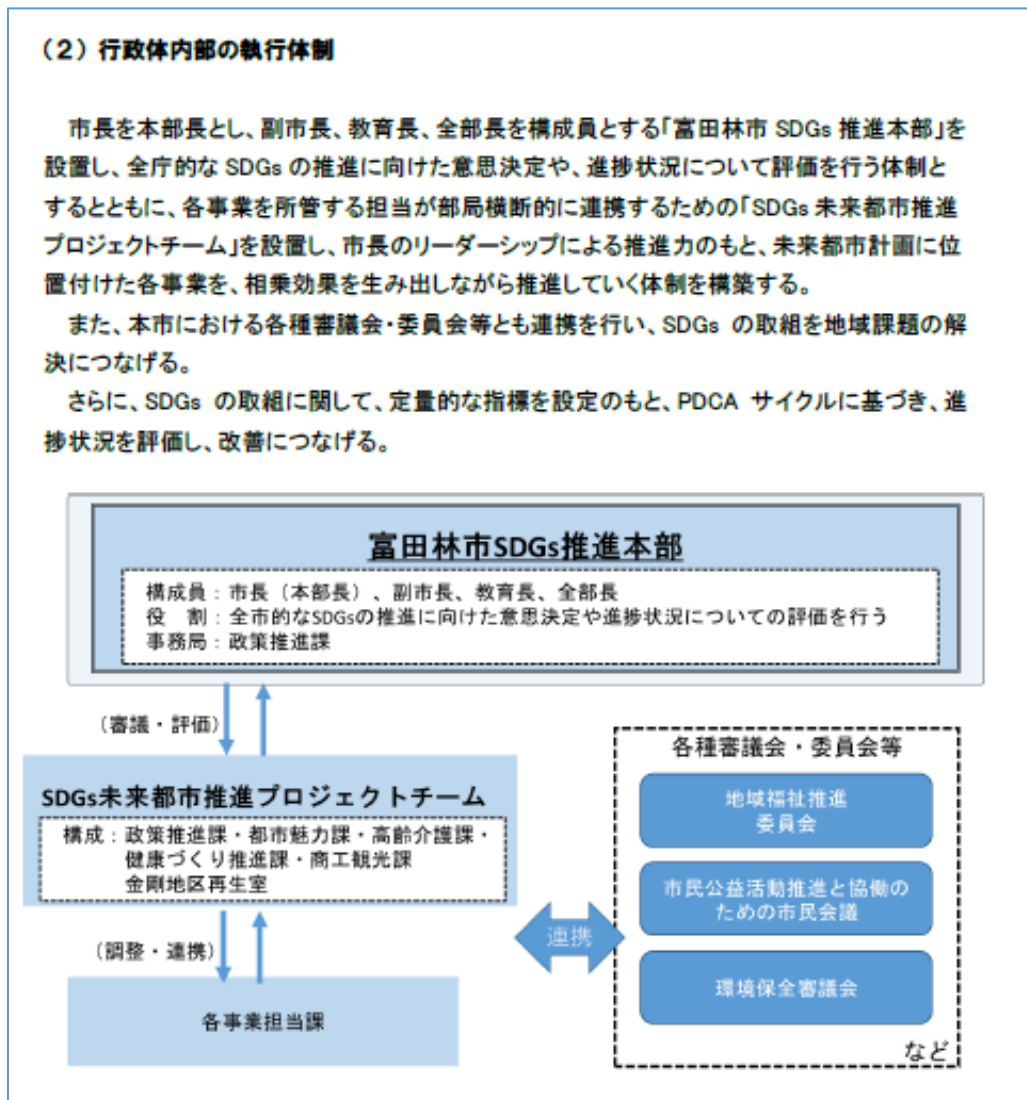 （２）行政体内部の執行体制
市長を本部長とし、副市長、教育長、全部長を構成員とする「富田林市 SDGs 推進本部」を
設置し、全庁的な SDGs の推進に向けた意思決定や、進捗状況について評価を行う体制と
するとともに、各事業を所管する担当が部局横断的に連携するための「SDGs 未来都市推進
プロジェクトチーム」を設置し、市長のリーダーシップによる推進力のもと、未来都市計画に位
置付けた各事業を、相乗効果を生み出しながら推進していく体制を構築する。
また、本市における各種審議会・委員会等とも連携を行い、SDGs の取組を地域課題の解
決につなげる。
さらに、SDGs の取組に関して、定量的な指標を設定のもと、PDCA サイクルに基づき、進
捗状況を評価し、改善につなげる。
富田林市SDGs推進本部
構成員：市長（本部長）、副市長、教育長、全部長
役　割：全市的なSDGsの推進に向けた意思決定や進捗状況についての評価を行う
事務局：政策推進課
（審議・評価）
SDGs未来都市推進プロジェクトチーム
構成：政策推進課・都市魅力課・高齢介護課・
健康づくり推進課・商工観光課
金剛地区再生室
（調整・連携）
各事業担当課
連携
各種審議会・委員会等
地域福祉推進
委員会
市民公益活動推進と協働の
ための市民会議
環境保全審議会
など